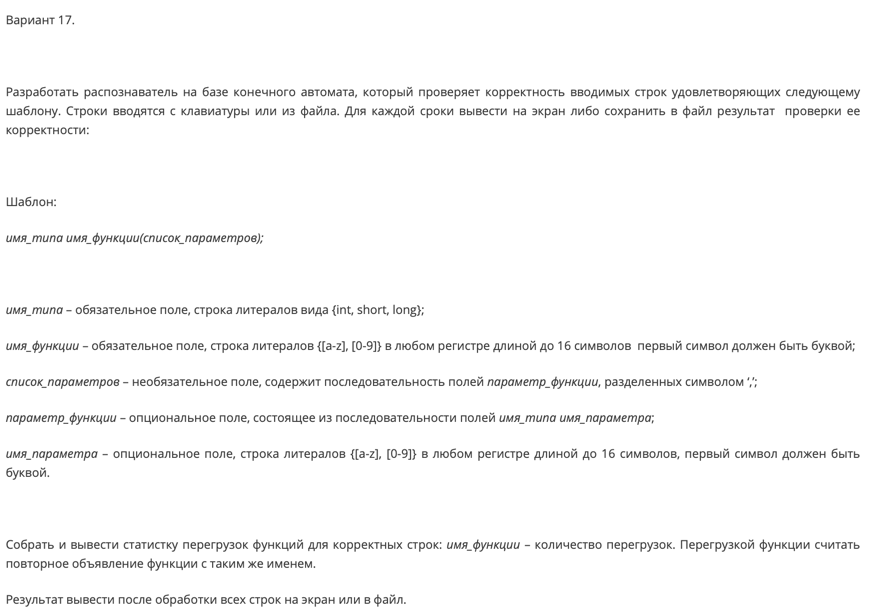 Вариант 17.
Разработать распознаватель на базе конечного автомата, который проверяет корректность вводимых строк удовлетворяющих следующему
шаблону. Строки вводятся с клавиатуры или из файла. Для каждой сроки вывести на экран либо сохранить в файл результат проверки ее
корректности:
Шаблон:
имя_типа имя_функции(список_параметров);
имя_типа – обязательное поле, строка литералов вида {int, short, long};
имя_функции – обязательное поле, строка литералов {[a-z], [0-9]} в любом регистре длиной до 16 символов первый символ должен быть буквой;
список_параметров – необязательное поле, содержит последовательность полей параметр_функции, разделенных символом ‘,’;
параметр_функции – опциональное поле, состоящее из последовательности полей имя_типа имя_параметра;
имя_параметра – опциональное поле, строка литералов {[a-z], [0-9]} в любом регистре длиной до 16 символов, первый символ должен быть
буквой.
Собрать и вывести статистку перегрузок функций для корректных строк: имя_функции – количество перегрузок. Перегрузкой функции считать
повторное объявление функции с таким же именем.
Результат вывести после обработки всех строк на экран или в файл.